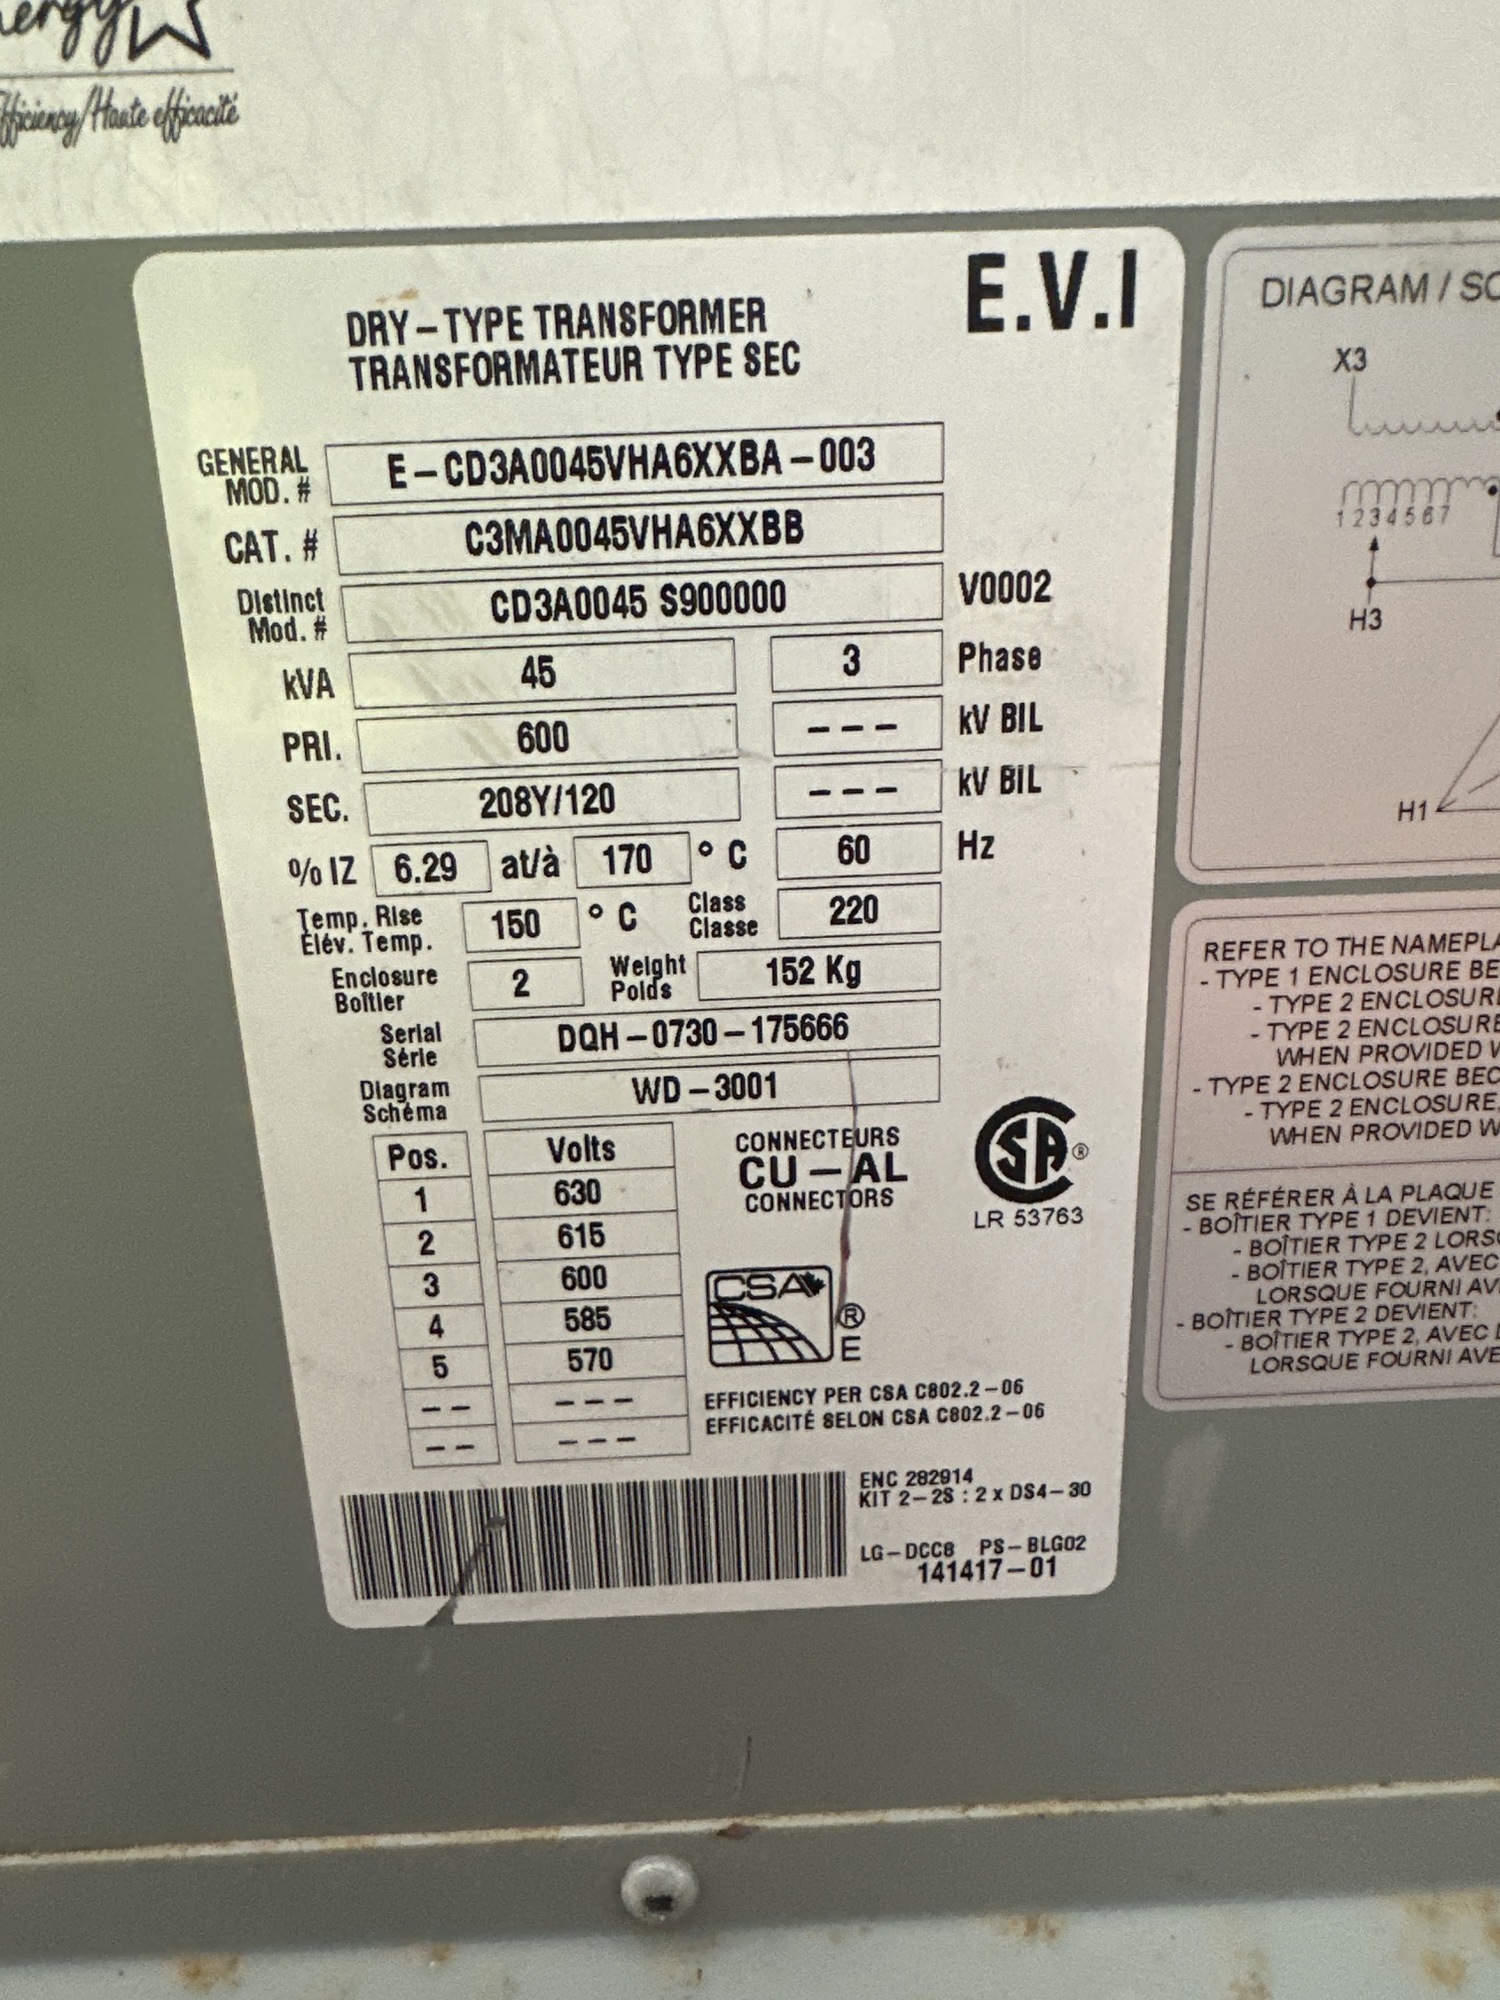 Efficiency/Haute efficacité
E.V.I
DRY-TYPE TRANSFORMER
TRANSFORMATEUR TYPE SEC
GENERAL MOD. # E-CD3A0045VHA6XXBA-003
CAT. # C3MA0045VHA6XXBB
Distinct Mod. # CD3A0045 S900000 V0002
kVA 45 3 Phase
PRI. 600 --- kV BIL
SEC. 208Y/120 --- kV BIL
% IZ 6.29 at/à 170 ° C 60 Hz
Temp. Rise Élév. Temp. 150 ° C Class Classe 220
Enclosure Boîtier 2 Weight Poids 152 Kg
Serial Série DQH-0730-175666
Diagram Schéma WD-3001
Pos. Volts
1 630
2 615
3 600
4 585
5 570
-- ---
-- ---
CONNECTEURS
CU-AL
CONNECTORS
SA ®
LR 53763
CSA ®
E
EFFICIENCY PER CSA C802.2-06
EFFICACITÉ SELON CSA C802.2-06
ENC 282914
KIT 2-2S : 2 x DS4-30
LG-DCC8 PS-BLG02
141417-01
DIAGRAM /
X3
1 2 3 4 5 6 7
H3
H1
REFER TO THE
- TYPE 1 ENCLOSURE
- TYPE 2 ENCLOSURE
- TYPE 2 ENCLOSURE
WHEN PROVIDED
- TYPE 2 ENCLOSURE
- TYPE 2 ENCLOSURE,
WHEN PROVIDED
SE RÉFÉRER À LA PLAQUE
- BOÎTIER TYPE 1 DEVIENT:
- BOÎTIER TYPE 2
- BOÎTIER TYPE 2, AVEC
LORSQUE FOURNI
- BOÎTIER TYPE 2 DEVIENT:
- BOÎTIER TYPE 2, AVEC
LORSQUE FOURNI